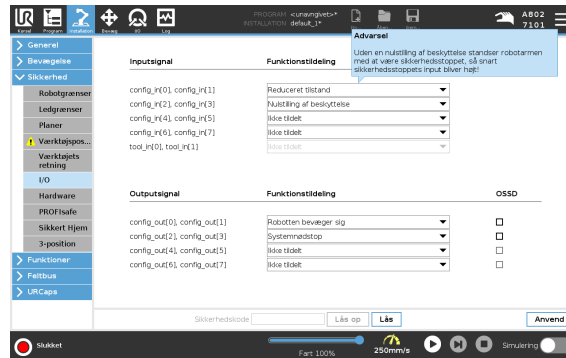 PROGRAM <unavngivet>*
INSTALLATION default_1*
A802
7101
Kørsel Program Installation Bevæg I/O Log
Advarsel
Uden en nulstilling af beskyttelse standser robotarmen
med at være sikkerhedsstoppet, så snart
sikkerhedsstoppets input bliver højt!
Generel
Bevægelse
Sikkerhed
Robotgrænser
Ledgrænser
Planer
Værktøjspos...
Værktøjets
retning
I/O
Hardware
PROFIsafe
Sikkert Hjem
3-position
Funktioner
Feltbus
URCaps
Inputsignal Funktionstildeling
config_in[0], config_in[1] Reduceret tilstand
config_in[2], config_in[3] Nulstilling af beskyttelse
config_in[4], config_in[5] Ikke tildelt
config_in[6], config_in[7] Ikke tildelt
tool_in[0], tool_in[1] Ikke tildelt
Outputsignal Funktionstildeling OSSD
config_out[0], config_out[1] Robotten bevæger sig
config_out[2], config_out[3] Systemnødstop
config_out[4], config_out[5] Ikke tildelt
config_out[6], config_out[7] Ikke tildelt
Sikkerhedskode Lås op Lås Anvend
Slukket
Fart 100%
250mm/s
Simulering